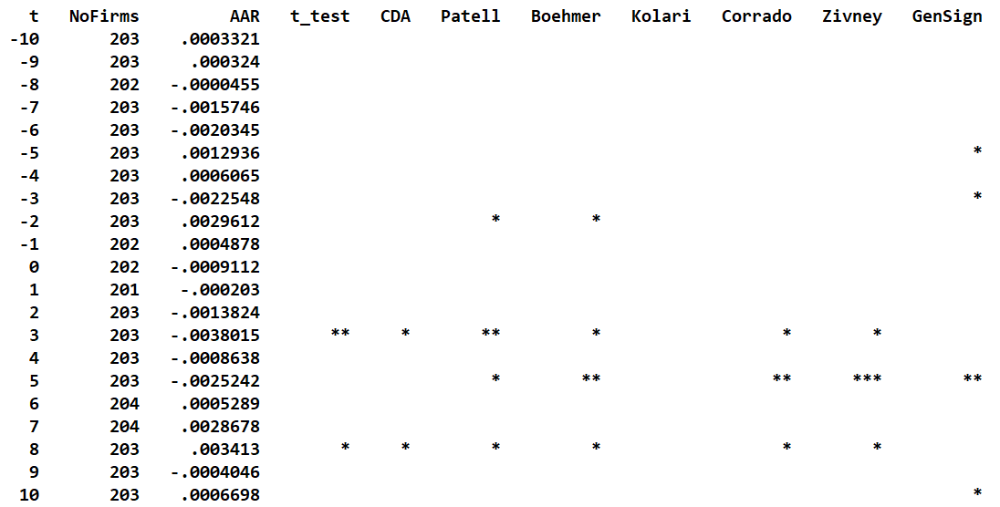 t NoFirms AAR t_test CDA Patell Boehmer Kolari Corrado Zivney GenSign
-10 203 .0003321
-9 203 .000324
-8 202 -.0000455
-7 203 -.0015746
-6 203 -.0020345
-5 203 .0012936 *
-4 203 .0006065
-3 203 -.0022548 *
-2 203 .0029612 * *
-1 202 .0004878
0 202 -.0009112
1 201 -.000203
2 203 -.0013824
3 203 -.0038015 ** * ** * * *
4 203 -.0008638
5 203 -.0025242 * ** ** *** **
6 204 .0005289
7 204 .0028678
8 203 .003413 * * * * * *
9 203 -.0004046
10 203 .0006698 *